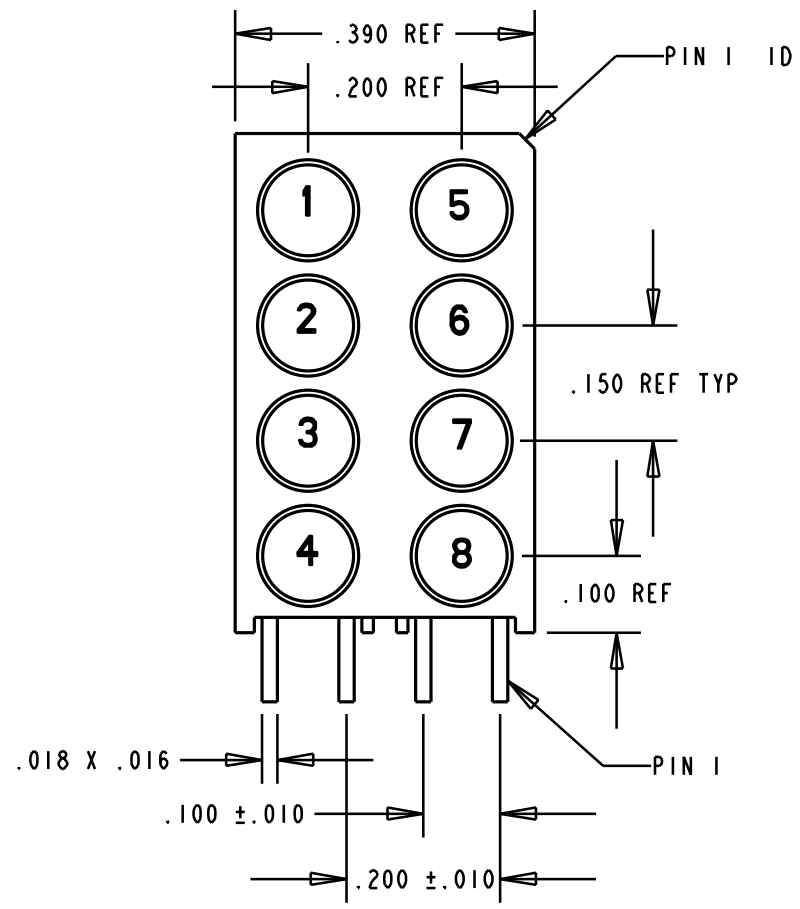 .390 REF
PIN 1 ID
.200 REF
1 5
2 6
.150 REF TYP
3 7
4 8
.100 REF
.018 X .016
PIN 1
.100 ±.010
.200 ±.010